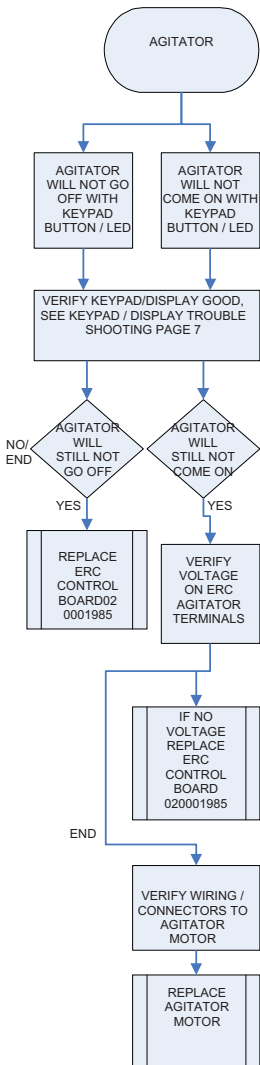 AGITATOR
AGITATOR
WILL NOT GO
OFF WITH
KEYPAD
BUTTON / LED
AGITATOR
WILL NOT
COME ON WITH
KEYPAD
BUTTON / LED
VERIFY KEYPAD/DISPLAY GOOD,
SEE KEYPAD / DISPLAY TROUBLE
SHOOTING PAGE 7
AGITATOR
WILL
STILL NOT
GO OFF
NO/
END
AGITATOR
WILL
STILL NOT
COME ON
YES
YES
REPLACE
ERC
CONTROL
BOARD02
0001985
VERIFY
VOLTAGE
ON ERC
AGITATOR
TERMINALS
IF NO
VOLTAGE
REPLACE
ERC
CONTROL
BOARD
020001985
END
VERIFY WIRING /
CONNECTORS TO
AGITATOR
MOTOR
REPLACE
AGITATOR
MOTOR